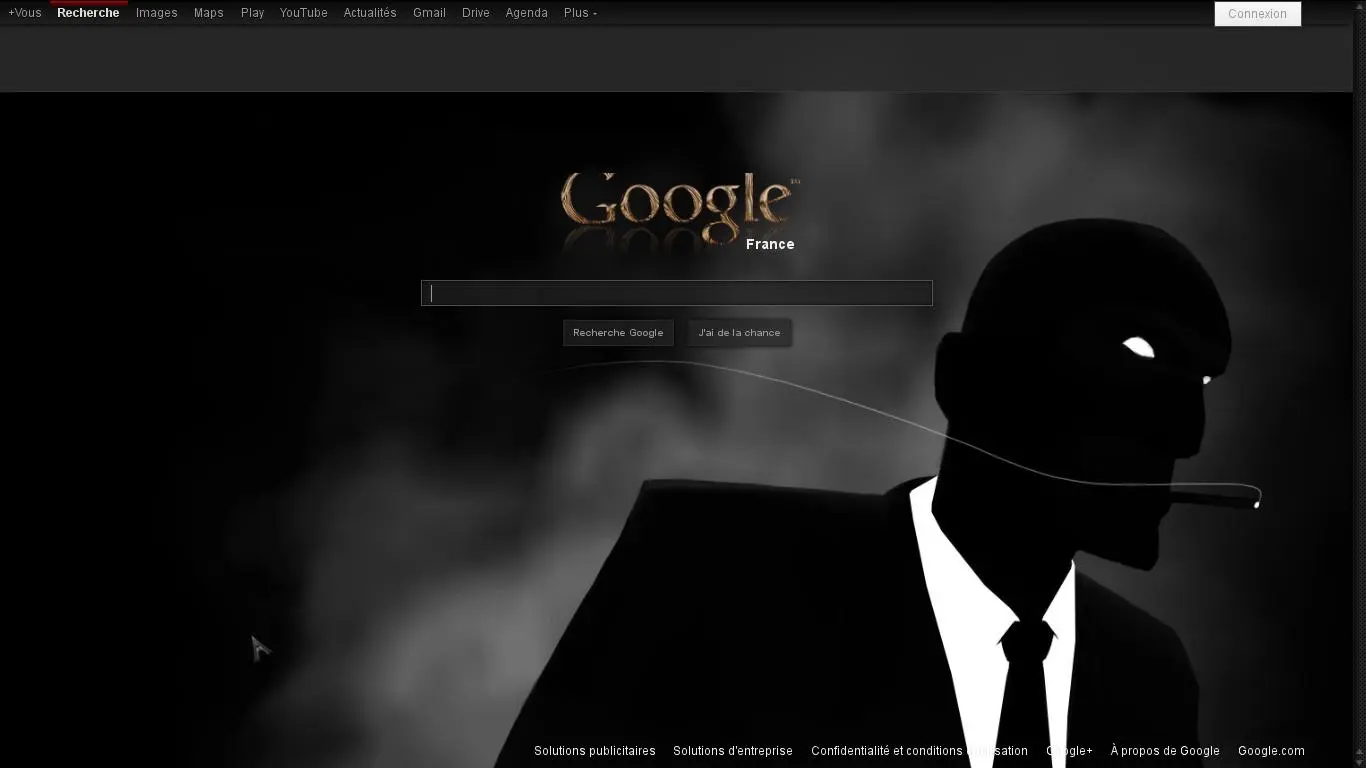 +Vous Recherche Images Maps Play YouTube Actualités Gmail Drive Agenda Plus
Connexion
Google™
France
Recherche Google J'ai de la chance
Solutions publicitaires Solutions d'entreprise Confidentialité et conditions Google+ À propos de Google Google.com